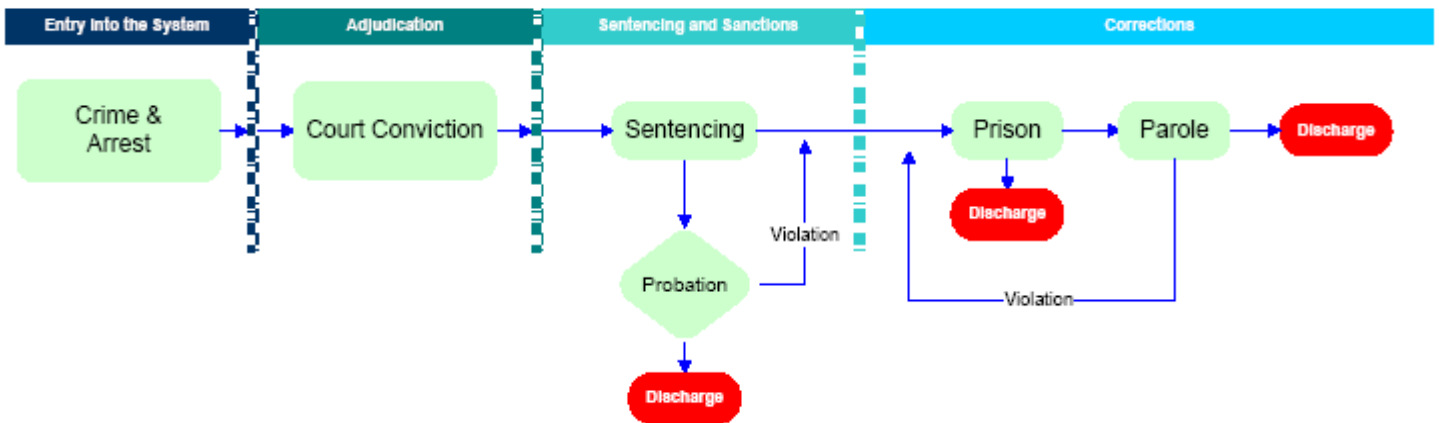 Entry Into the System
Adjudication
Sentencing and Sanctions
Corrections
Crime &
Arrest
Court Conviction
Sentencing
Prison
Parole
Discharge
Discharge
Violation
Probation
Violation
Discharge